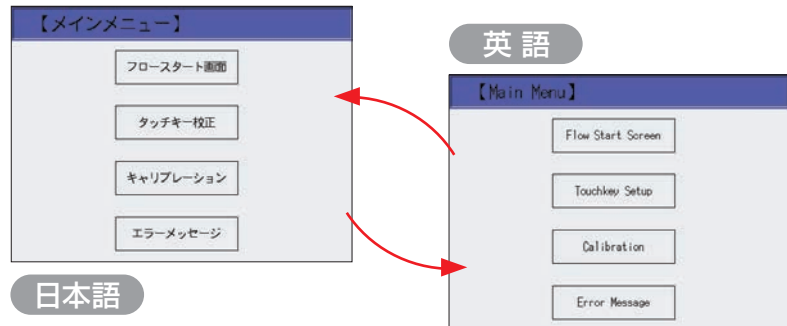 【メインメニュー】
フロースタート画面
タッチキー校正
キャリブレーション
エラーメッセージ
日本語
英語
【Main Menu】
Flow Start Screen
Touchkey Setup
Calibration
Error Message